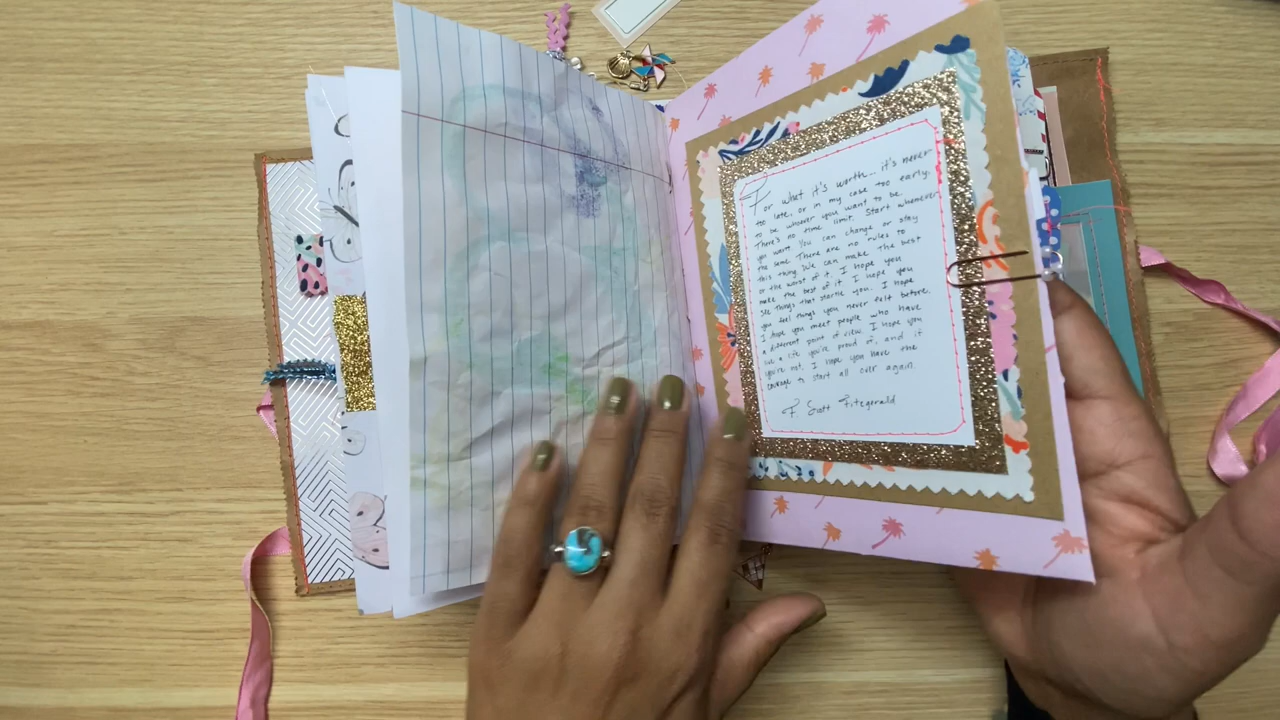 For what it's worth... it's never
too late, or in my case too early,
to be whoever you want to be.
There's no time limit. Start whenever
you want. You can change or stay
the same There are no rules to
this thing. We can make the best
or the worst of it. I hope you
make the best of it. I hope you
see things that startle you. I hope
you feel things you never felt before.
I hope you meet people who have
a different point of view. I hope you
live a life you're proud of, and if
you're not, I hope you have the
courage to start all over again.
F. Scott Fitzgerald